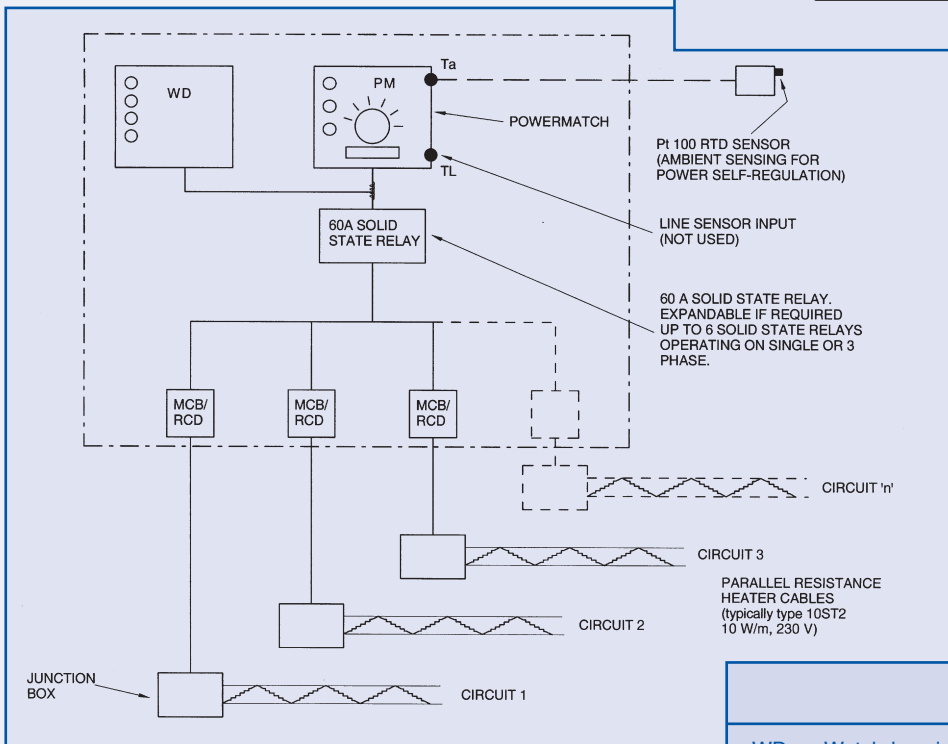 WD
PM
Ta
POWERMATCH
TL
Pt 100 RTD SENSOR
(AMBIENT SENSING FOR
POWER SELF-REGULATION)
LINE SENSOR INPUT
(NOT USED)
60A SOLID
STATE RELAY
60 A SOLID STATE RELAY.
EXPANDABLE IF REQUIRED
UP TO 6 SOLID STATE RELAYS
OPERATING ON SINGLE OR 3
PHASE.
MCB/
RCD
MCB/
RCD
MCB/
RCD
CIRCUIT 'n'
CIRCUIT 3
PARALLEL RESISTANCE
HEATER CABLES
(typically type 10ST2
10 W/m, 230 V)
CIRCUIT 2
JUNCTION
BOX
CIRCUIT 1